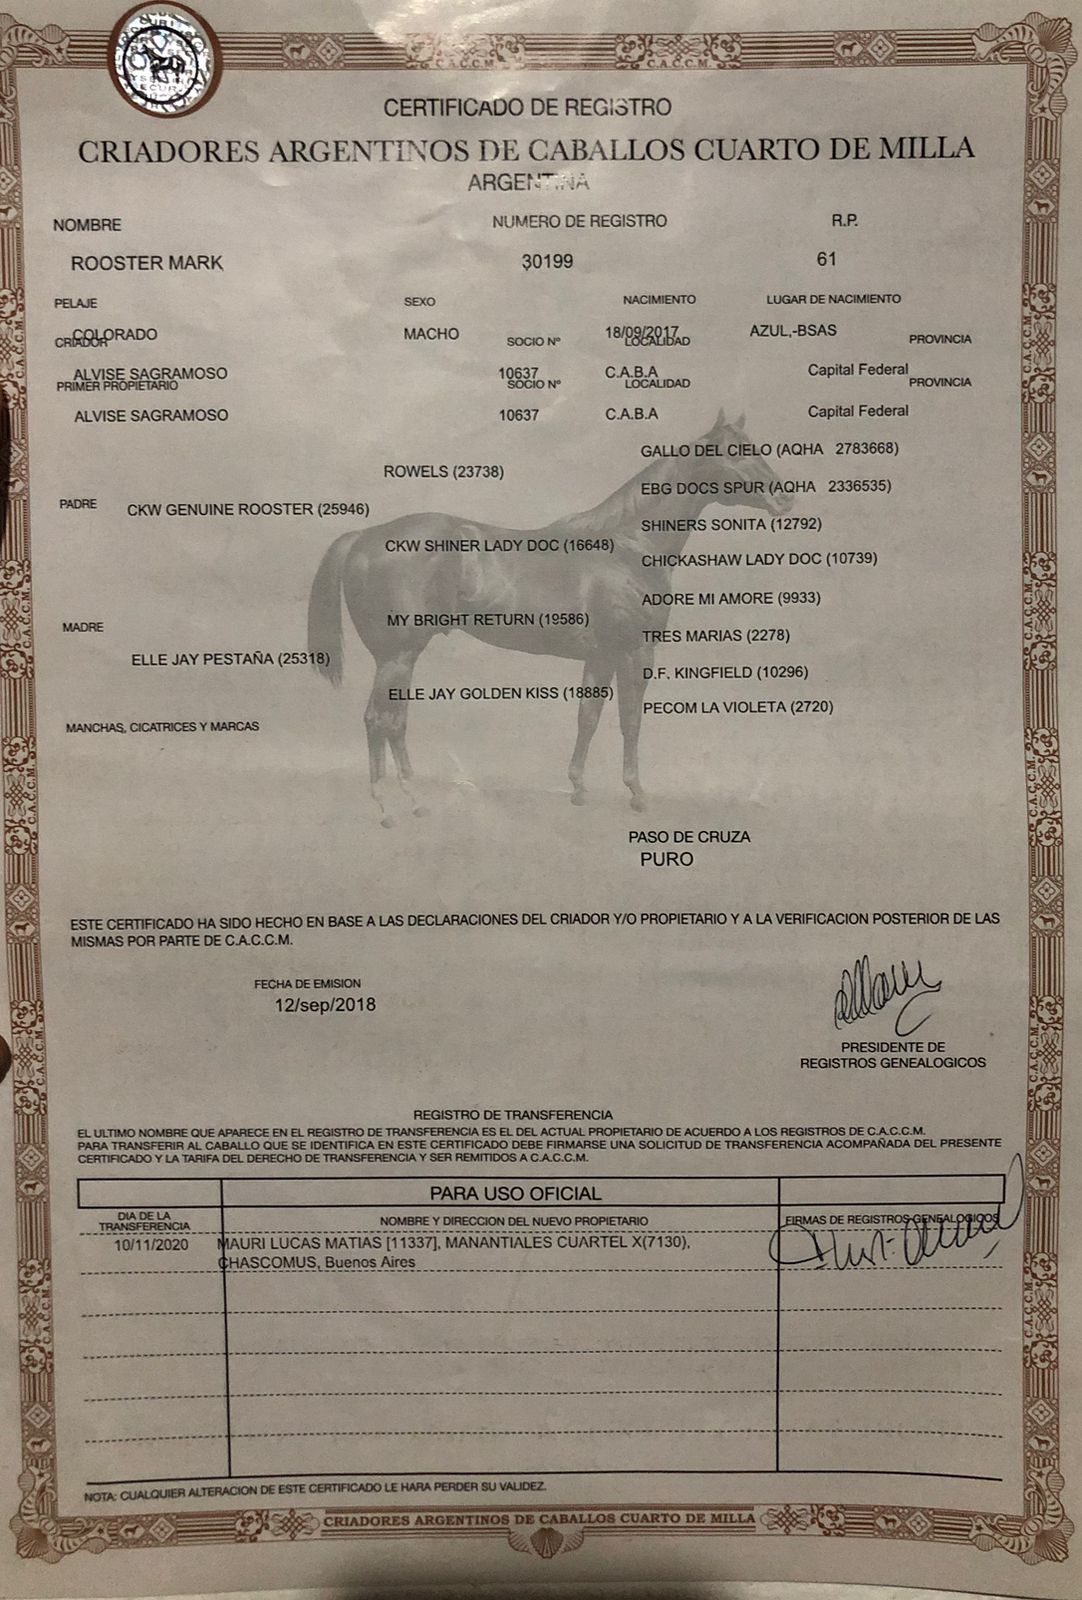 CERTIFICADO DE REGISTRO
CRIADORES ARGENTINOS DE CABALLOS CUARTO DE MILLA
ARGENTINA
NOMBRE NUMERO DE REGISTRO R.P.
ROOSTER MARK 30199 61
PELAJE SEXO NACIMIENTO LUGAR DE NACIMIENTO
COLORADO MACHO 18/09/2017 AZUL,-BSAS
CRIADOR SOCIO Nº LOCALIDAD PROVINCIA
ALVISE SAGRAMOSO 10637 C.A.B.A Capital Federal
PRIMER PROPIETARIO SOCIO Nº LOCALIDAD PROVINCIA
ALVISE SAGRAMOSO 10637 C.A.B.A Capital Federal
GALLO DEL CIELO (AQHA 2783668)
ROWELS (23738)
EBG DOCS SPUR (AQHA 2336535)
PADRE CKW GENUINE ROOSTER (25946)
SHINERS SONITA (12792)
CKW SHINER LADY DOC (16648)
CHICKASHAW LADY DOC (10739)
ADORE MI AMORE (9933)
MY BRIGHT RETURN (19586)
MADRE
TRES MARIAS (2278)
ELLE JAY PESTAÑA (25318)
D.F. KINGFIELD (10296)
ELLE JAY GOLDEN KISS (18885)
PECOM LA VIOLETA (2720)
MANCHAS, CICATRICES Y MARCAS
PASO DE CRUZA
PURO
ESTE CERTIFICADO HA SIDO HECHO EN BASE A LAS DECLARACIONES DEL CRIADOR Y/O PROPIETARIO Y A LA VERIFICACION POSTERIOR DE LAS
MISMAS POR PARTE DE C.A.C.C.M.
FECHA DE EMISION
12/sep/2018
PRESIDENTE DE
REGISTROS GENEALOGICOS
REGISTRO DE TRANSFERENCIA
EL ULTIMO NOMBRE QUE APARECE EN EL REGISTRO DE TRANSFERENCIA ES EL DEL ACTUAL PROPIETARIO DE ACUERDO A LOS REGISTROS DE C.A.C.C.M.
PARA TRANSFERIR AL CABALLO QUE SE IDENTIFICA EN ESTE CERTIFICADO DEBE FIRMARSE UNA SOLICITUD DE TRANSFERENCIA ACOMPAÑADA DEL PRESENTE
CERTIFICADO Y LA TARIFA DEL DERECHO DE TRANSFERENCIA Y SER REMITIDOS A C.A.C.C.M.
PARA USO OFICIAL
DIA DE LA
TRANSFERENCIA NOMBRE Y DIRECCION DEL NUEVO PROPIETARIO FIRMAS DE REGISTROS GENEALOGICOS
10/11/2020 MAURI LUCAS MATIAS [11337], MANANTIALES CUARTEL X(7130),
CHASCOMUS, Buenos Aires
NOTA: CUALQUIER ALTERACION DE ESTE CERTIFICADO LE HARA PERDER SU VALIDEZ.
CRIADORES ARGENTINOS DE CABALLOS CUARTO DE MILLA